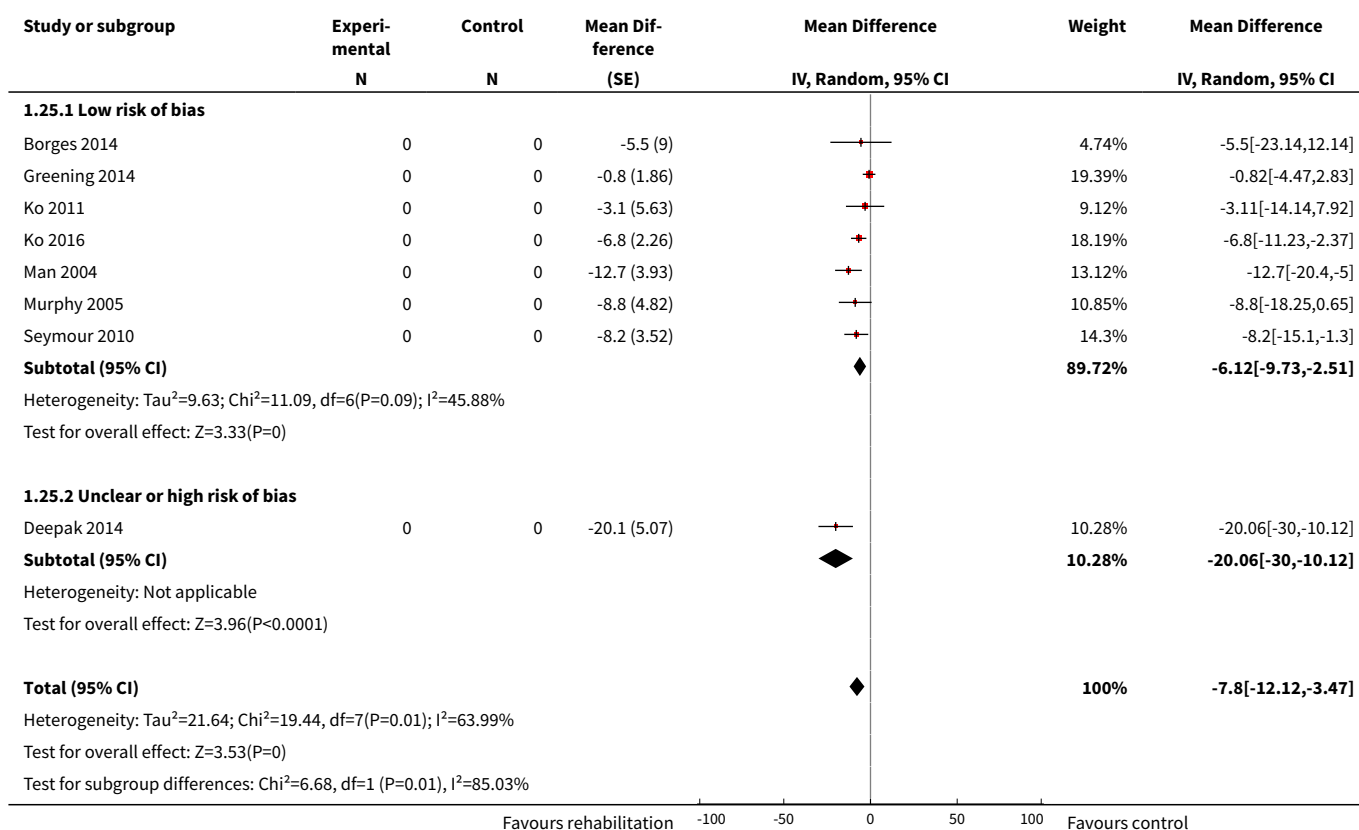 Study or subgroup Experi- Control Mean Dif- Mean Difference Weight Mean Difference
mental ference
N N (SE) IV, Random, 95% CI IV, Random, 95% CI
1.25.1 Low risk of bias
Borges 2014 0 0 -5.5 (9) 4.74% -5.5[-23.14,12.14]
Greening 2014 0 0 -0.8 (1.86) 19.39% -0.82[-4.47,2.83]
Ko 2011 0 0 -3.1 (5.63) 9.12% -3.11[-14.14,7.92]
Ko 2016 0 0 -6.8 (2.26) 18.19% -6.8[-11.23,-2.37]
Man 2004 0 0 -12.7 (3.93) 13.12% -12.7[-20.4,-5]
Murphy 2005 0 0 -8.8 (4.82) 10.85% -8.8[-18.25,0.65]
Seymour 2010 0 0 -8.2 (3.52) 14.3% -8.2[-15.1,-1.3]
Subtotal (95% CI) 89.72% -6.12[-9.73,-2.51]
Heterogeneity: Tau²=9.63; Chi²=11.09, df=6(P=0.09); I²=45.88%
Test for overall effect: Z=3.33(P=0)
1.25.2 Unclear or high risk of bias
Deepak 2014 0 0 -20.1 (5.07) 10.28% -20.06[-30,-10.12]
Subtotal (95% CI) 10.28% -20.06[-30,-10.12]
Heterogeneity: Not applicable
Test for overall effect: Z=3.96(P<0.0001)
Total (95% CI) 100% -7.8[-12.12,-3.47]
Heterogeneity: Tau²=21.64; Chi²=19.44, df=7(P=0.01); I²=63.99%
Test for overall effect: Z=3.53(P=0)
Test for subgroup differences: Chi²=6.68, df=1 (P=0.01), I²=85.03%
Favours rehabilitation -100 -50 0 50 100 Favours control